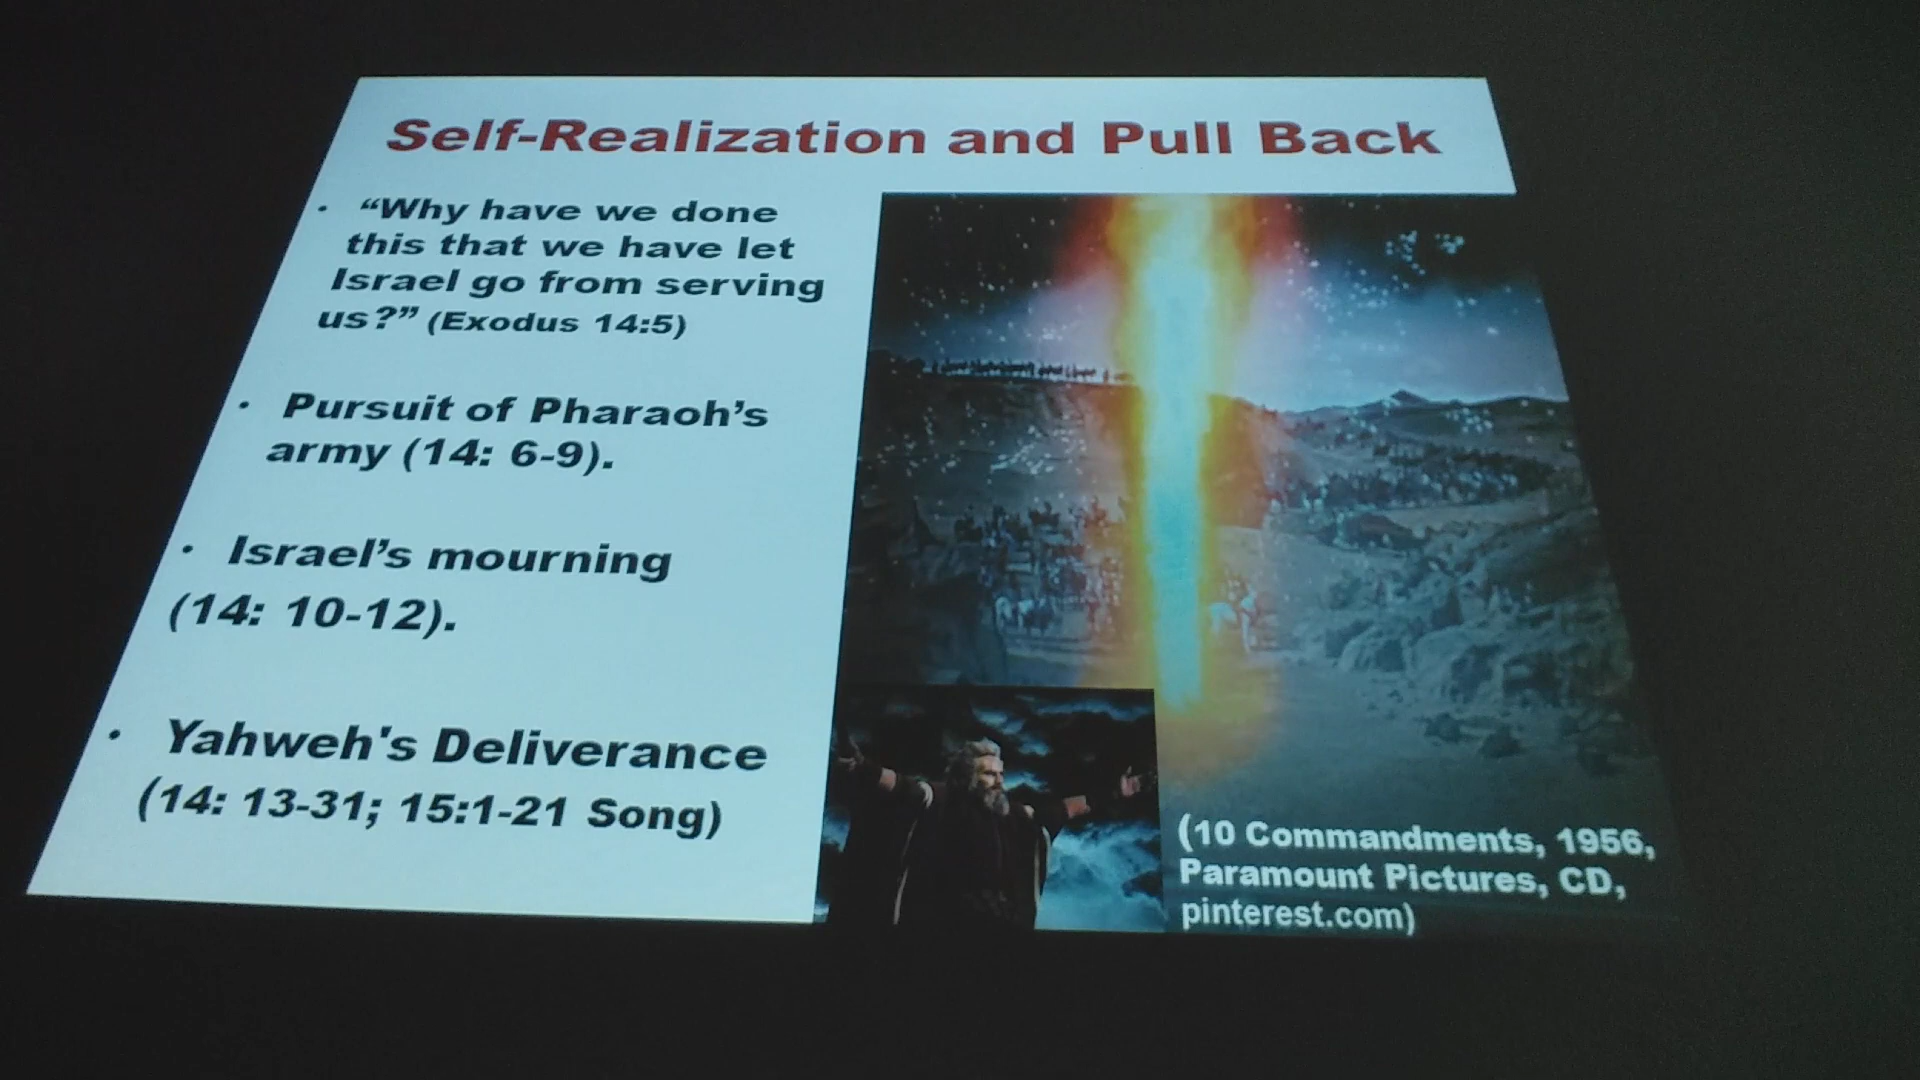 Self-Realization and Pull Back
• “Why have we done
this that we have let
Israel go from serving
us?” (Exodus 14:5)
• Pursuit of Pharaoh’s
army (14: 6-9).
• Israel’s mourning
(14: 10-12).
• Yahweh's Deliverance
(14: 13-31; 15:1-21 Song)
(10 Commandments, 1956,
Paramount Pictures, CD,
pinterest.com)